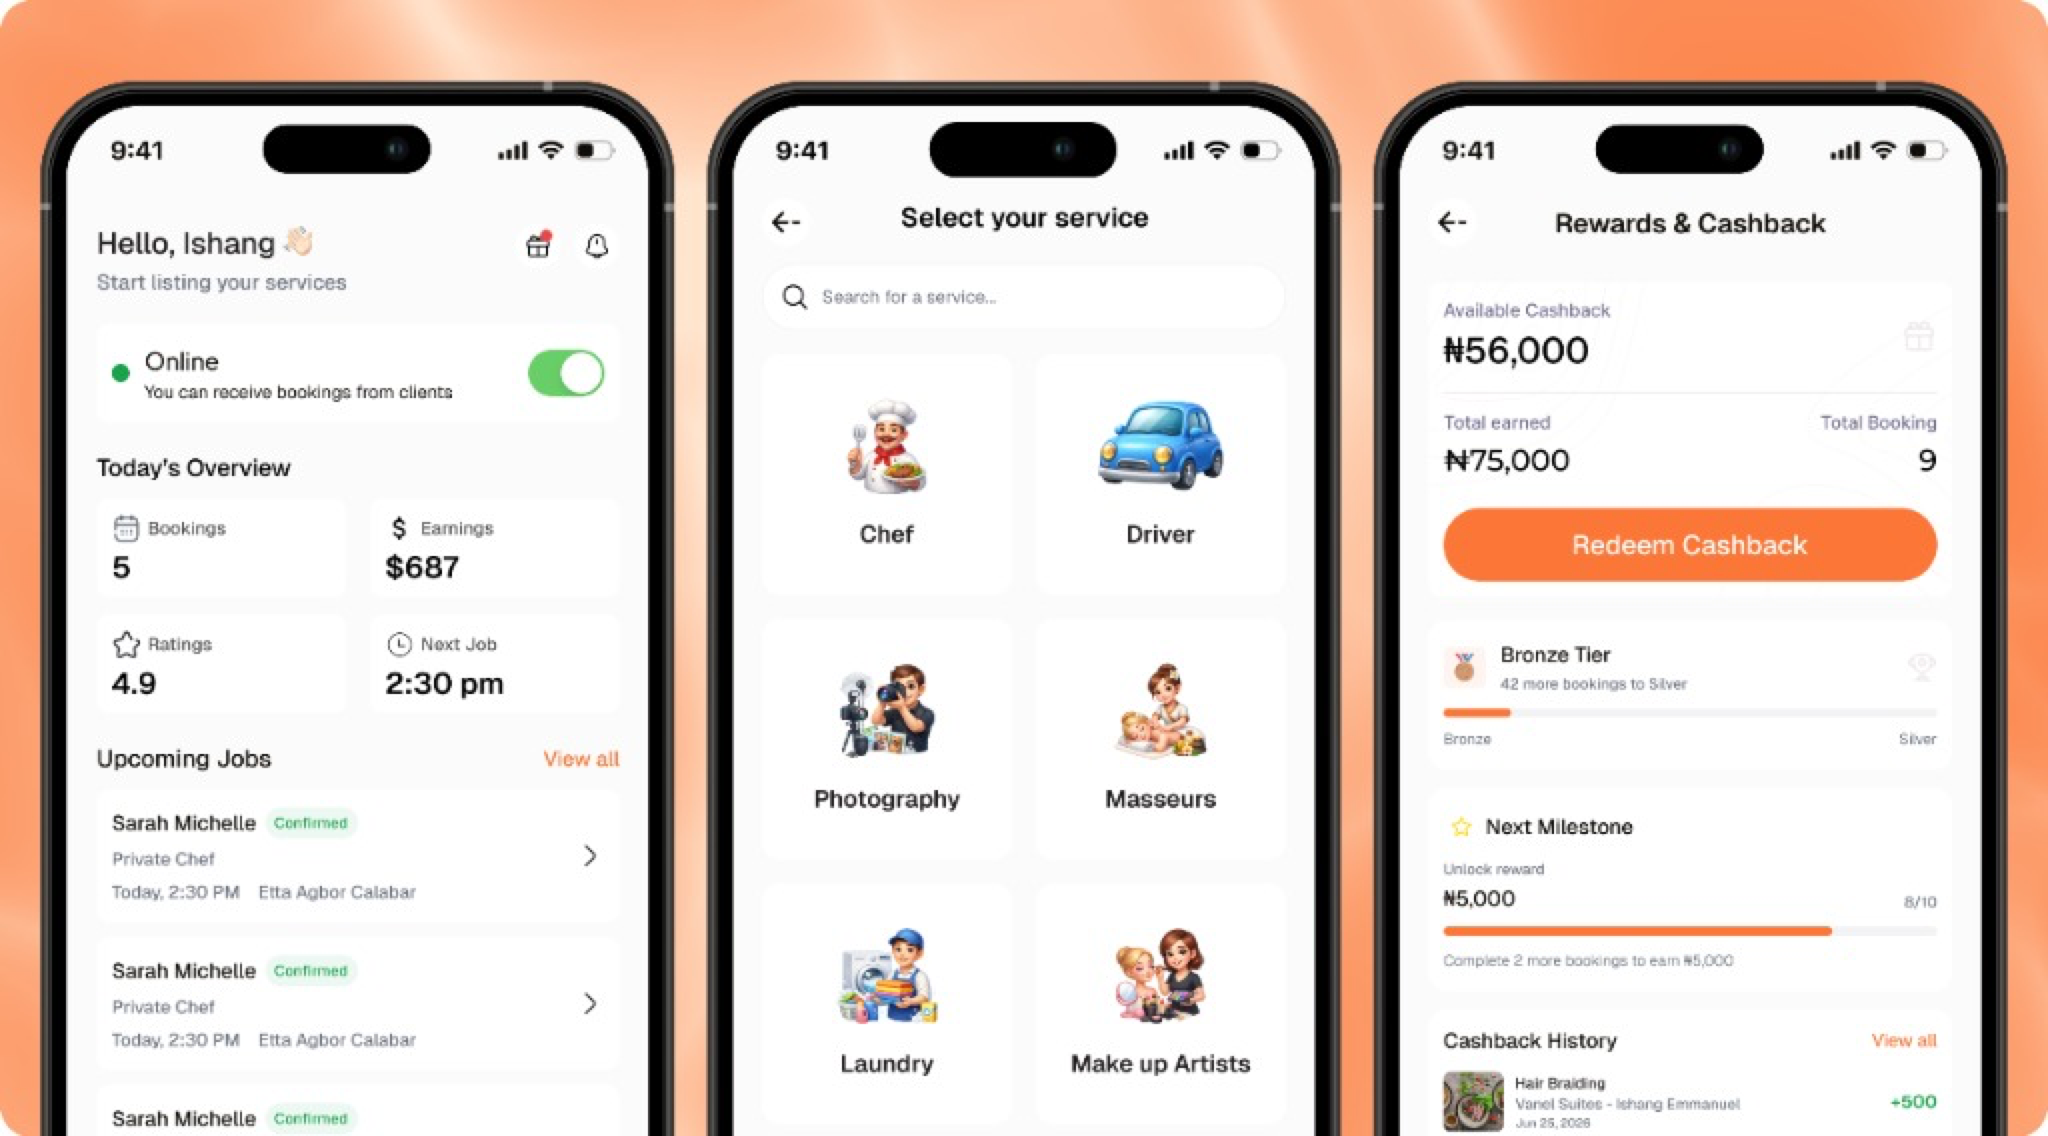 9:41
Hello, Ishang 👋🏻
Start listing your services
Online
You can receive bookings from clients
Today's Overview
Bookings
5
$ Earnings
$687
Ratings
4.9
Next Job
2:30 pm
Upcoming Jobs
View all
Sarah Michelle
Confirmed
Private Chef
Today, 2:30 PM
Etta Agbor Calabar
Sarah Michelle
Confirmed
Private Chef
Today, 2:30 PM
Etta Agbor Calabar
Sarah Michelle
Confirmed
9:41
Select your service
Search for a service...
Chef
Driver
Photography
Masseurs
Laundry
Make up Artists
9:41
Rewards & Cashback
Available Cashback
₦56,000
Total earned
Total Booking
₦75,000
9
Redeem Cashback
Bronze Tier
42 more bookings to Silver
Bronze
Silver
Next Milestone
Unlock reward
₦5,000
8/10
Complete 2 more bookings to earn ₦5,000
Cashback History
View all
Hair Braiding
Vanel Suites - Ishang Emmanuel
+500
Jun 25, 2026